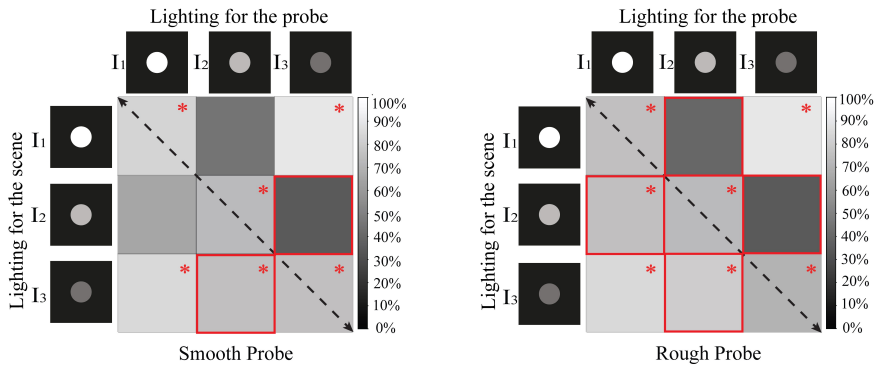 Lighting for the probe
I1 I2 I3
Lighting for the scene
I1
I2
I3
* *
*
* * *
100%
90%
80%
70%
60%
50%
40%
30%
20%
10%
0%
Smooth Probe
Lighting for the probe
I1 I2 I3
Lighting for the scene
I1
I2
I3
* *
* *
* * *
100%
90%
80%
70%
60%
50%
40%
30%
20%
10%
0%
Rough Probe